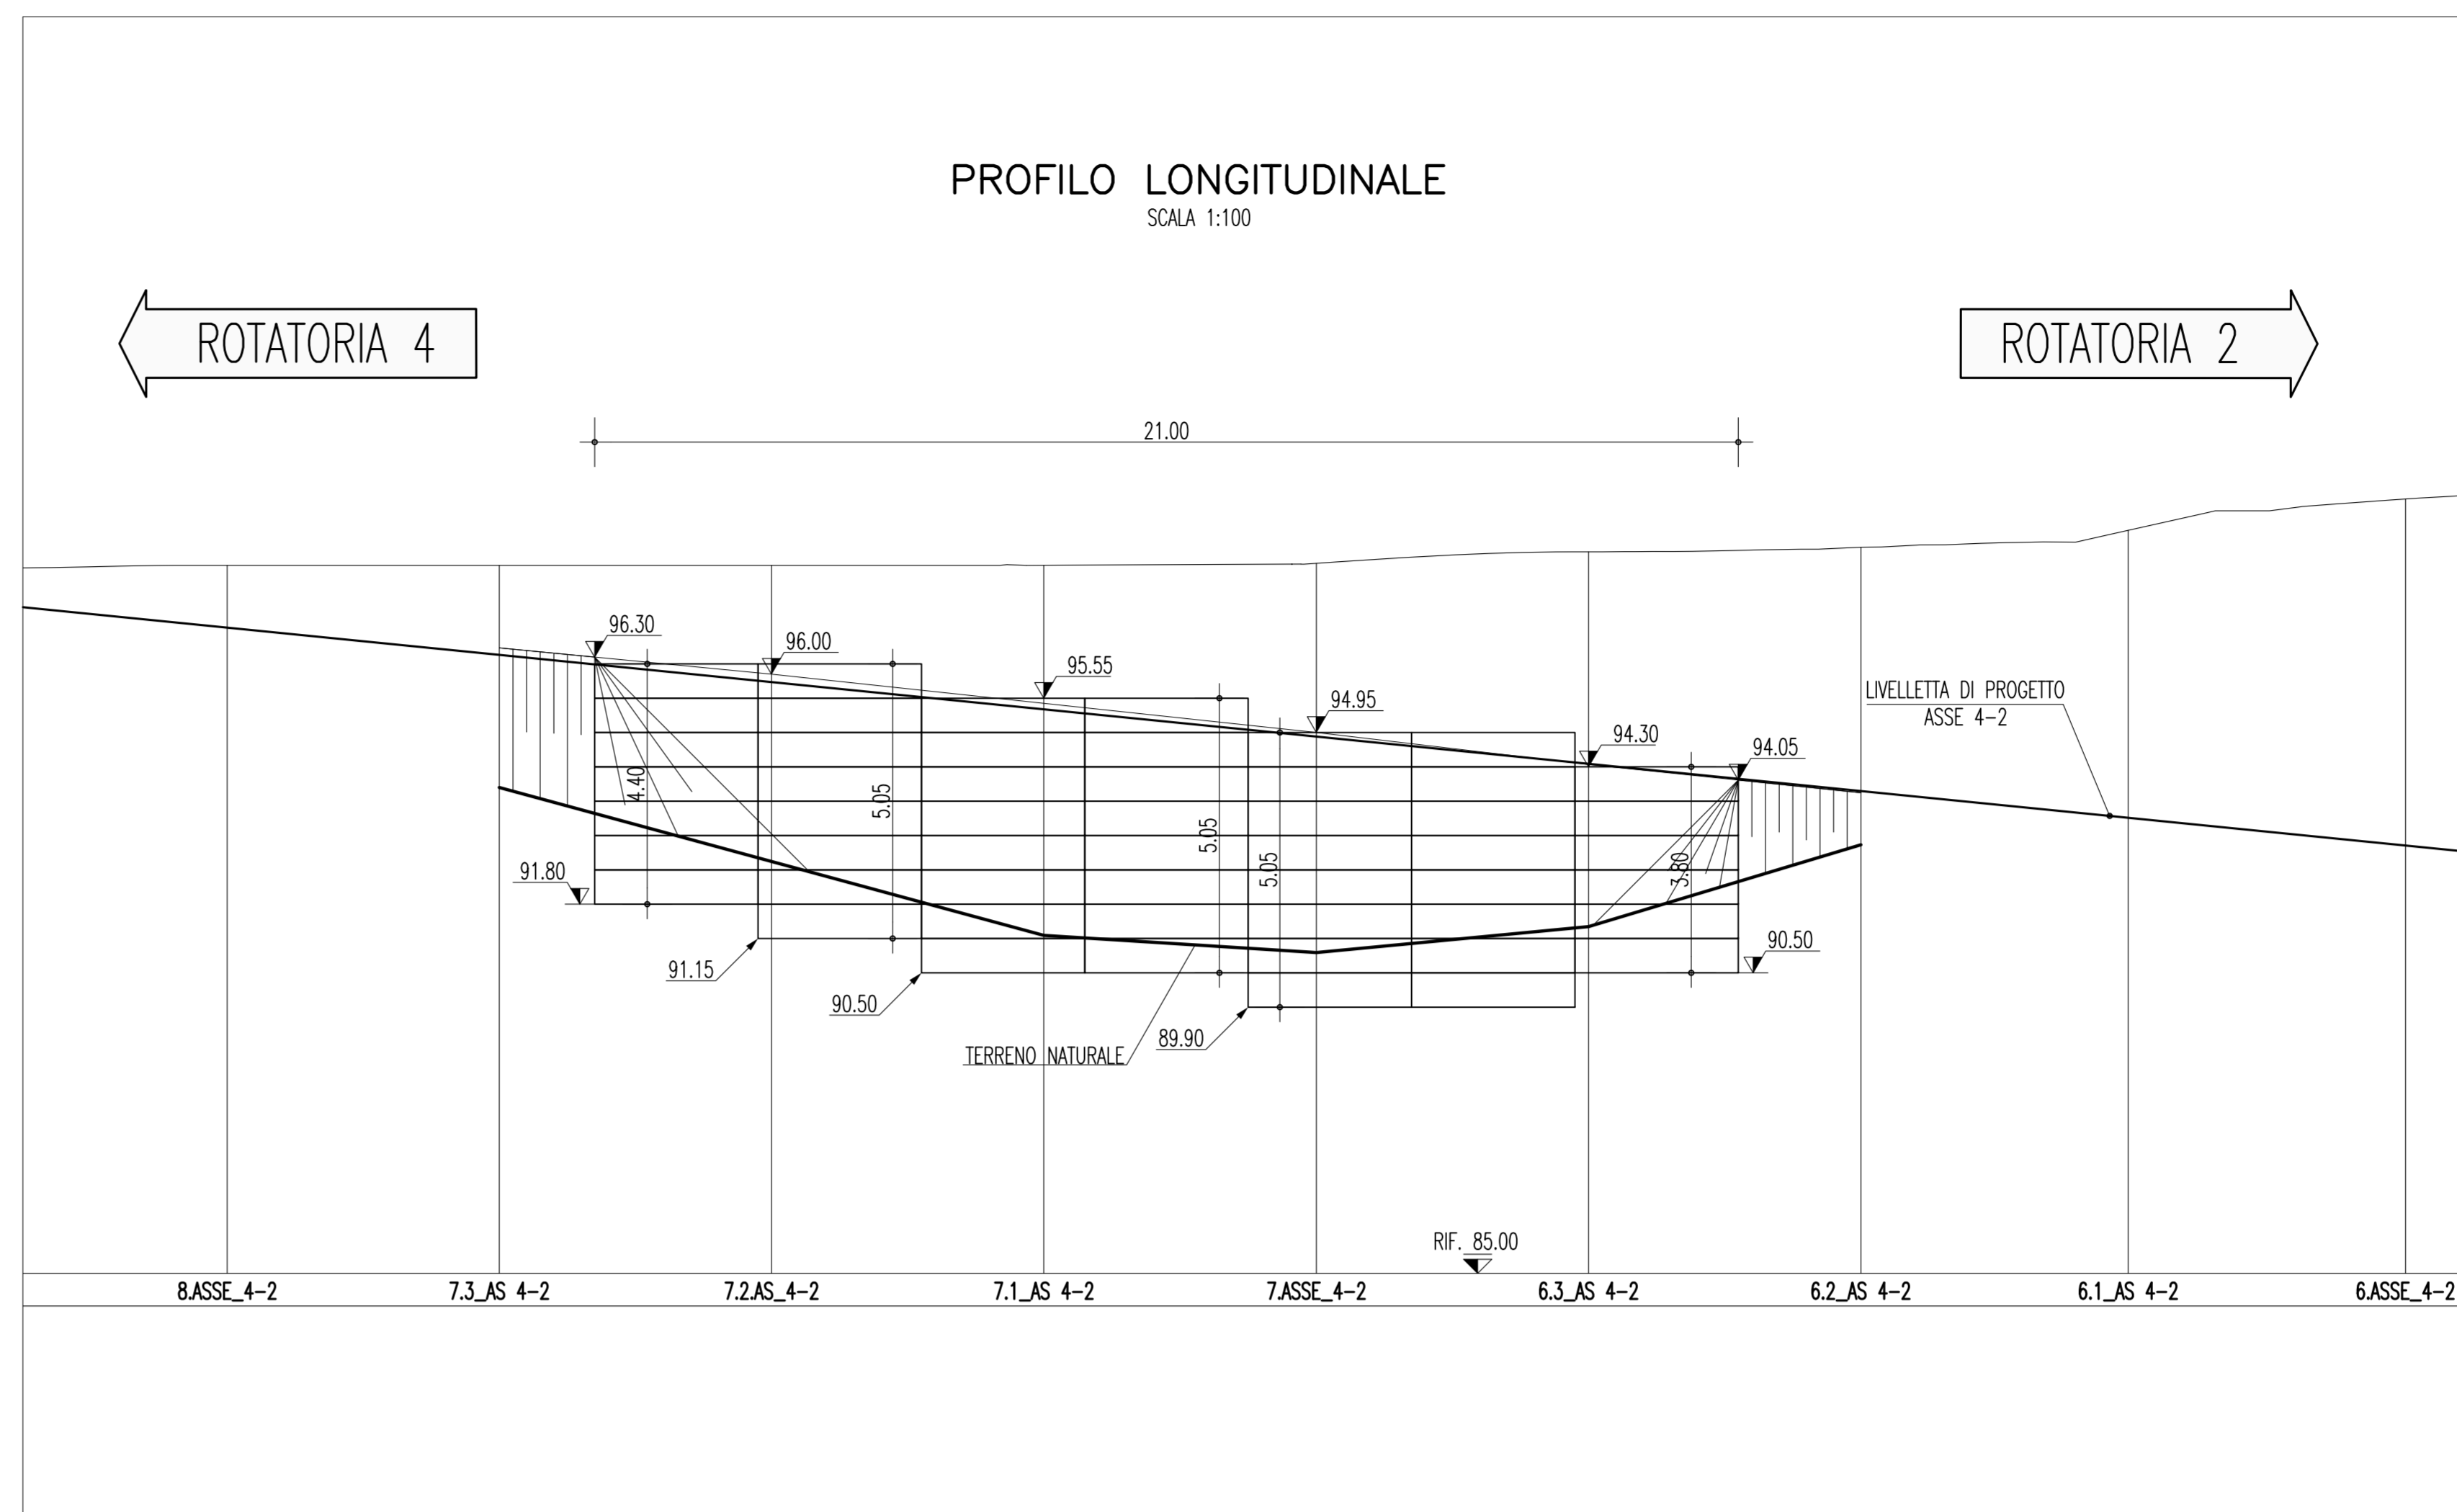 PROFILO LONGITUDINALE
SCALA 1:100
ROTATORIA 4
ROTATORIA 2
21.00
96.30
96.00
95.55
94.95
94.30
94.05
LIVELLETTA DI PROGETTO
ASSE 4-2
4.40
5.05
5.05
5.05
3.80
91.80
91.15
90.50
89.90
90.50
TERRENO NATURALE
RIF. 85.00
8.ASSE_4-2
7.3_AS 4-2
7.2.AS_4-2
7.1_AS 4-2
7.ASSE_4-2
6.3_AS 4-2
6.2_AS 4-2
6.1_AS 4-2
6.ASSE_4-2